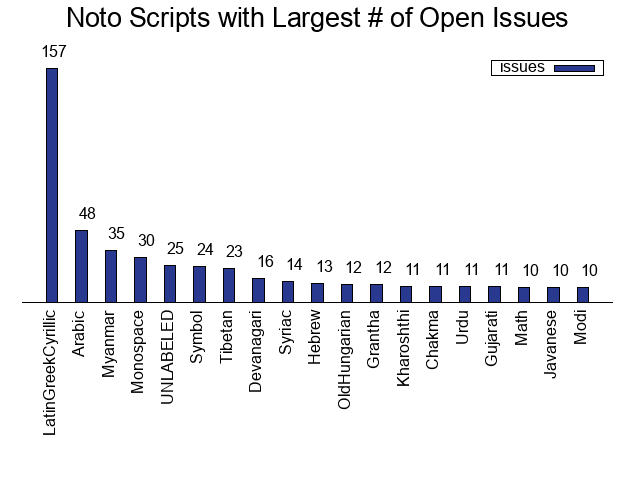 Noto Scripts with Largest # of Open Issues
issues
157
48
35
30
25
24
23
16
14
13
12
12
11
11
11
11
10
10
10
LatinGreekCyrillic
Arabic
Myanmar
Monospace
UNLABELED
Symbol
Tibetan
Devanagari
Syriac
Hebrew
OldHungarian
Grantha
Kharoshthi
Chakma
Urdu
Gujarati
Math
Javanese
Modi